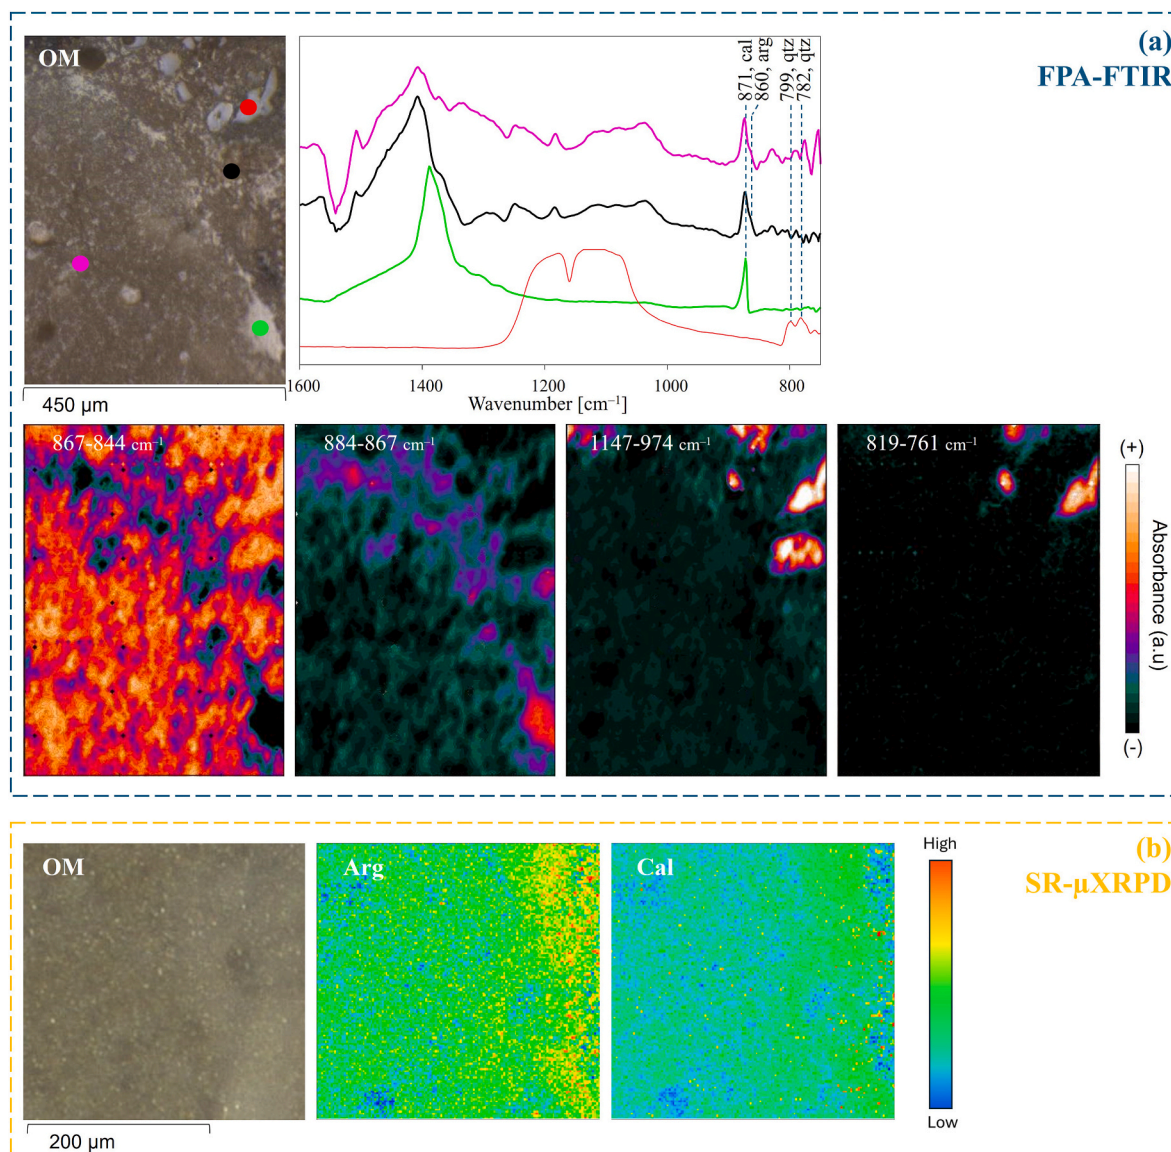 (a)
FPA-FTIR
OM
871, cal
860, arg
799, qtz
782, qtz
1600
1400
1200
1000
800
Wavenumber [cm⁻¹]
450 µm
867-844 cm⁻¹
884-867 cm⁻¹
1147-974 cm⁻¹
819-761 cm⁻¹
(+)
Absorbance (a.u)
(-)
(b)
SR-µXRPD
OM
Arg
Cal
High
Low
200 µm